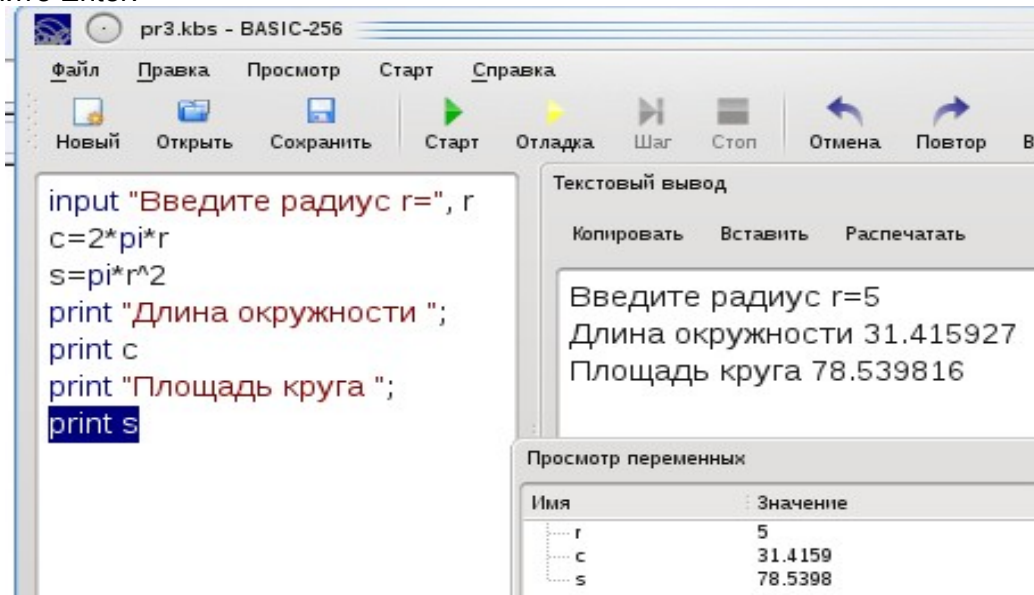 pr3.kbs - BASIC-256
Файл Правка Просмотр Старт Справка
Новый Открыть Сохранить Старт Отладка Шаг Стоп Отмена Повтор
input "Введите радиус r=", r
c=2*pi*r
s=pi*r^2
print "Длина окружности ";
print c
print "Площадь круга ";
print s
Текстовый вывод
Копировать Вставить Распечатать
Введите радиус r=5
Длина окружности 31.415927
Площадь круга 78.539816
Просмотр переменных
Имя Значение
r 5
c 31.4159
s 78.5398